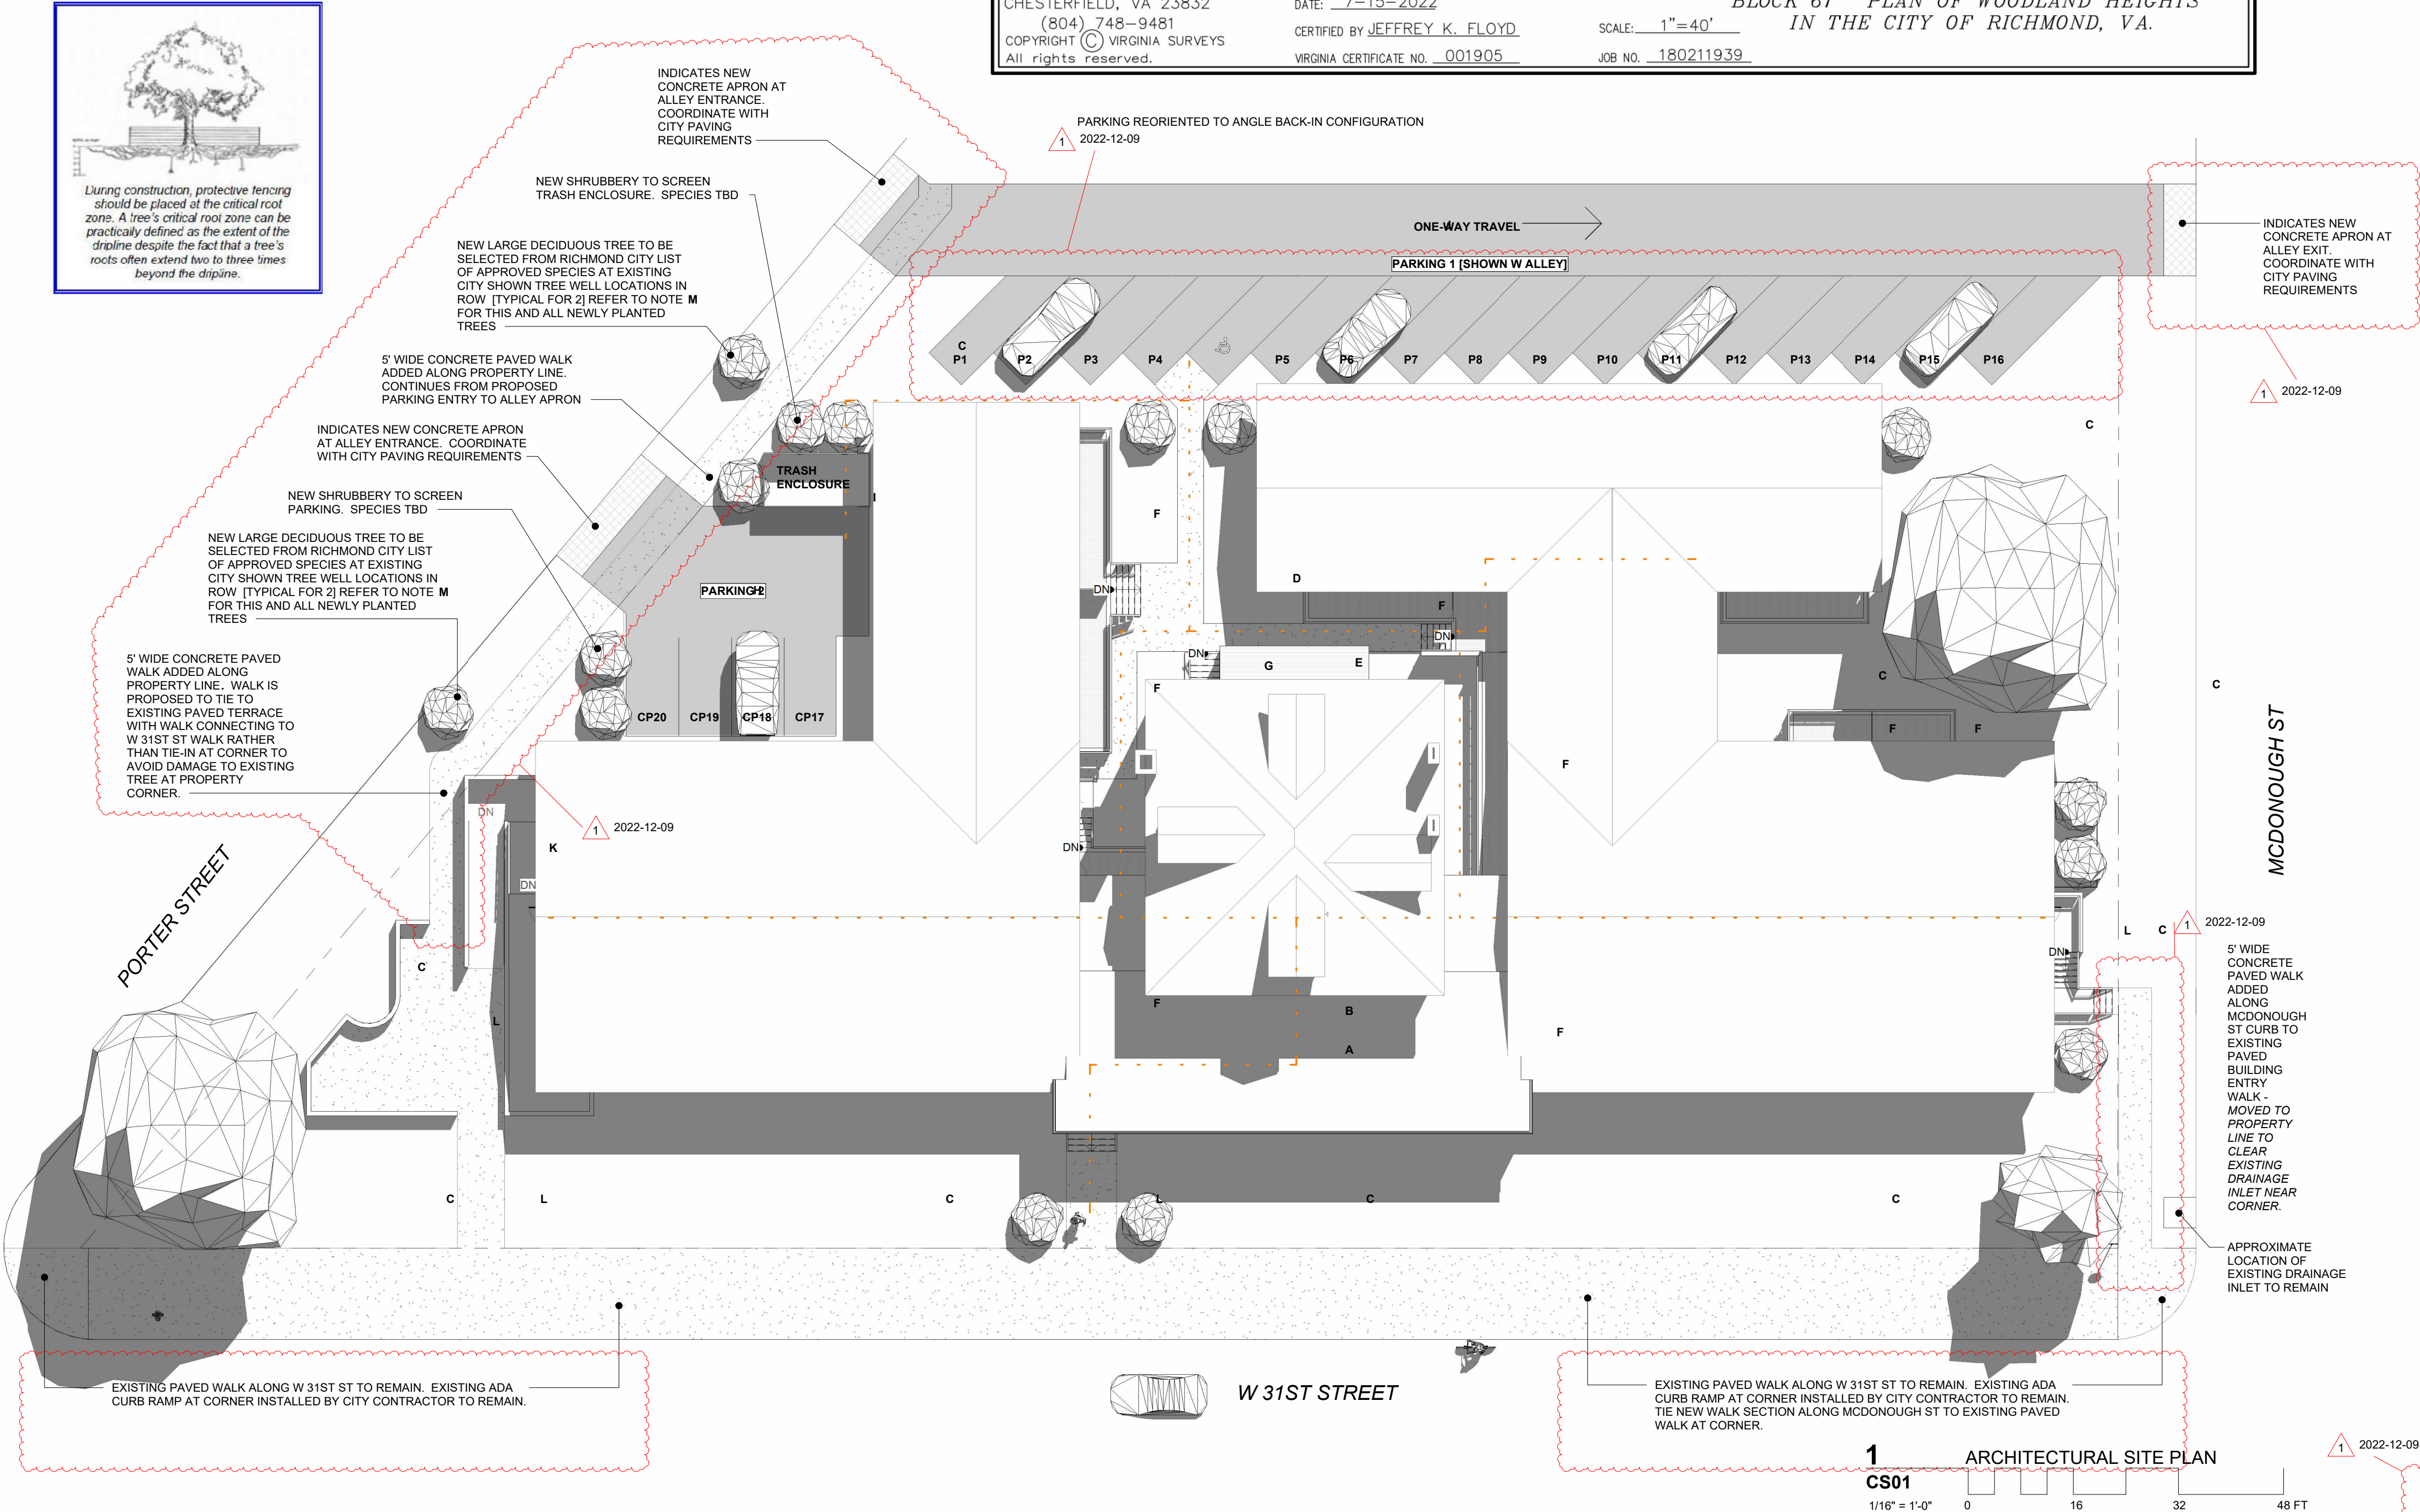 CHESTERFIELD, VA 23832
(804) 748-9481
COPYRIGHT © VIRGINIA SURVEYS
All rights reserved.
DATE: 7-15-2022
CERTIFIED BY JEFFREY K. FLOYD
VIRGINIA CERTIFICATE NO. 001905
SCALE: 1"=40'
JOB NO. 180211939
BLOCK 67 PLAN OF WOODLAND HEIGHTS
IN THE CITY OF RICHMOND, VA.
During construction, protective fencing
should be placed at the critical root
zone. A tree's critical root zone can be
practically defined as the extent of the
dripline despite the fact that a tree's
roots often extend two to three times
beyond the dripline.
INDICATES NEW
CONCRETE APRON AT
ALLEY ENTRANCE.
COORDINATE WITH
CITY PAVING
REQUIREMENTS
NEW SHRUBBERY TO SCREEN
TRASH ENCLOSURE. SPECIES TBD
NEW LARGE DECIDUOUS TREE TO BE
SELECTED FROM RICHMOND CITY LIST
OF APPROVED SPECIES AT EXISTING
CITY SHOWN TREE WELL LOCATIONS IN
ROW [TYPICAL FOR 2] REFER TO NOTE M
FOR THIS AND ALL NEWLY PLANTED
TREES
5' WIDE CONCRETE PAVED WALK
ADDED ALONG PROPERTY LINE.
CONTINUES FROM PROPOSED
PARKING ENTRY TO ALLEY APRON
INDICATES NEW CONCRETE APRON
AT ALLEY ENTRANCE. COORDINATE
WITH CITY PAVING REQUIREMENTS
NEW SHRUBBERY TO SCREEN
PARKING. SPECIES TBD
NEW LARGE DECIDUOUS TREE TO BE
SELECTED FROM RICHMOND CITY LIST
OF APPROVED SPECIES AT EXISTING
CITY SHOWN TREE WELL LOCATIONS IN
ROW [TYPICAL FOR 2] REFER TO NOTE M
FOR THIS AND ALL NEWLY PLANTED
TREES
5' WIDE CONCRETE PAVED
WALK ADDED ALONG
PROPERTY LINE. WALK IS
PROPOSED TO TIE TO
EXISTING PAVED TERRACE
WITH WALK CONNECTING TO
W 31ST ST WALK RATHER
THAN TIE-IN AT CORNER TO
AVOID DAMAGE TO EXISTING
TREE AT PROPERTY
CORNER.
PARKING REORIENTED TO ANGLE BACK-IN CONFIGURATION
1 2022-12-09
ONE-WAY TRAVEL
PARKING 1 [SHOWN W ALLEY]
INDICATES NEW
CONCRETE APRON AT
ALLEY EXIT.
COORDINATE WITH
CITY PAVING
REQUIREMENTS
1 2022-12-09
C
P1 P2 P3 P4 P5 P6 P7 P8 P9 P10 P11 P12 P13 P14 P15 P16
C
TRASH
ENCLOSURE
I
F
D
PARKING 2
DN
F
DN
DN
G
E
F
C
C
F
F
CP20 CP19 CP18 CP17
F
MCDONOUGH ST
1 2022-12-09
DN
K
DN
DN
PORTER STREET
L C
1 2022-12-09
DN
C
L
F
B
F
A
5' WIDE
CONCRETE
PAVED WALK
ADDED
ALONG
MCDONOUGH
ST CURB TO
EXISTING
PAVED
BUILDING
ENTRY
WALK -
MOVED TO
PROPERTY
LINE TO
CLEAR
EXISTING
DRAINAGE
INLET NEAR
CORNER.
C L C L C C
APPROXIMATE
LOCATION OF
EXISTING DRAINAGE
INLET TO REMAIN
EXISTING PAVED WALK ALONG W 31ST ST TO REMAIN. EXISTING ADA
CURB RAMP AT CORNER INSTALLED BY CITY CONTRACTOR TO REMAIN.
W 31ST STREET
EXISTING PAVED WALK ALONG W 31ST ST TO REMAIN. EXISTING ADA
CURB RAMP AT CORNER INSTALLED BY CITY CONTRACTOR TO REMAIN.
TIE NEW WALK SECTION ALONG MCDONOUGH ST TO EXISTING PAVED
WALK AT CORNER.
1 2022-12-09
1 ARCHITECTURAL SITE PLAN
CS01
1/16" = 1'-0" 0 16 32 48 FT